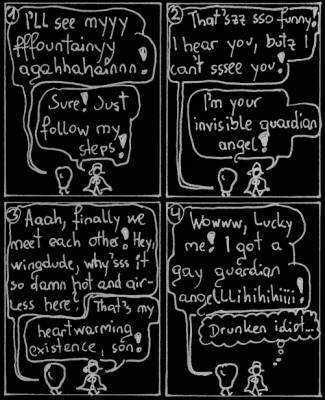 1
I'LL see myyy
fffountainyy
agahhahainnn!
Sure! Just
follow my
steps!
2
That'szz sso funny!
I hear you, butz I
can't sssee you!
I'm your
invisible guardian
angel!
3
Aaah, finally we
meet each other! Hey,
wingdude, why'sss it
so damn hot and air-
less here?
That's my
heartwarming
existence, son!
4
Wowww, Lucky
me! I got a
gay guardian
angeLLLihihihiiii!
Drunken idiot...